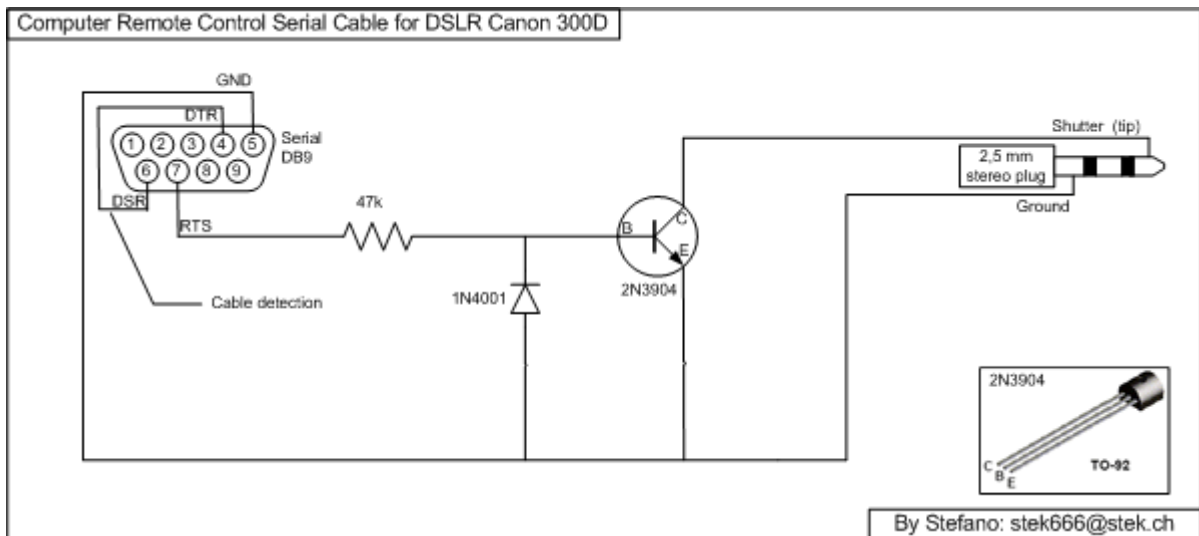 Computer Remote Control Serial Cable for DSLR Canon 300D
GND
DTR
1 2 3 4 5
Serial
DB9
6 7 8 9
DSR
RTS
47k
Cable detection
1N4001
B
C
E
2N3904
Shutter (tip)
2,5 mm
stereo plug
Ground
2N3904
C
B
E
TO-92
By Stefano: stek666@stek.ch